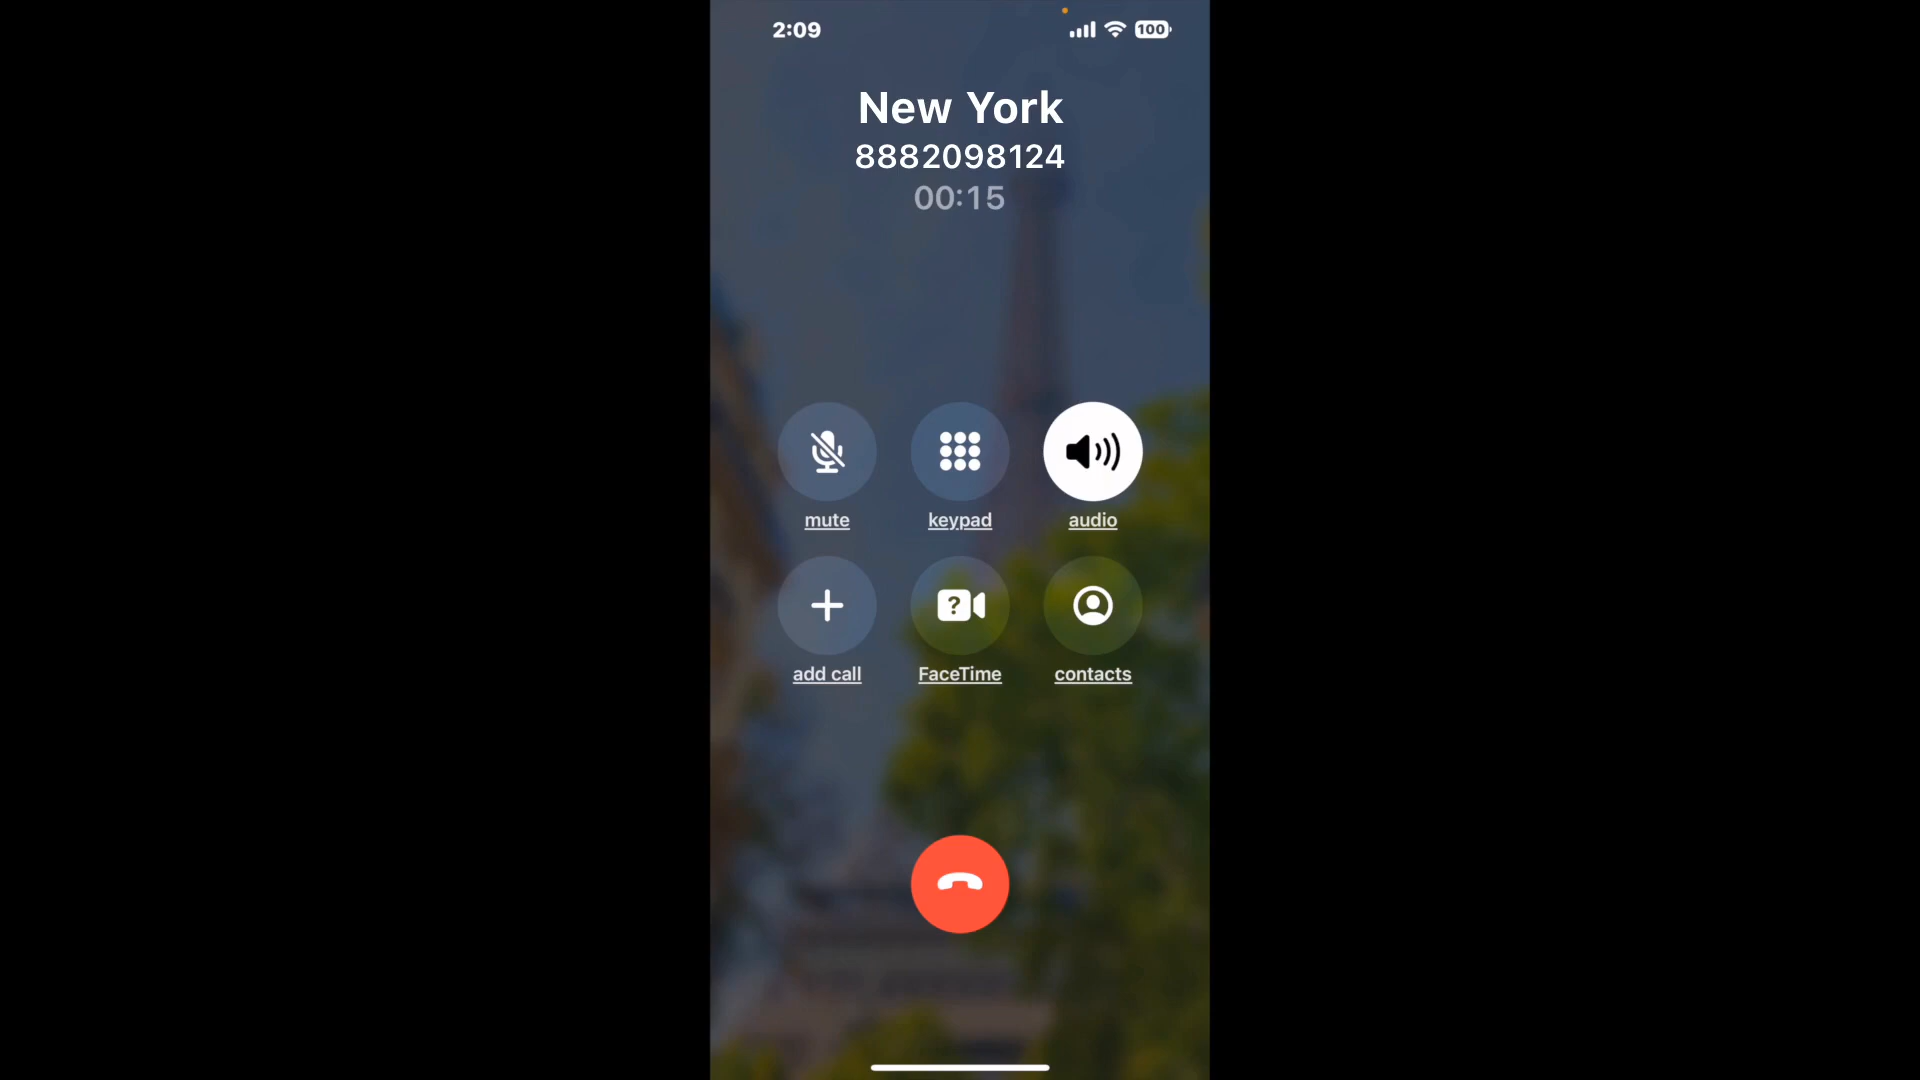 2:09
100
New York
8882098124
00:15
mute
keypad
audio
?
add call
FaceTime
contacts